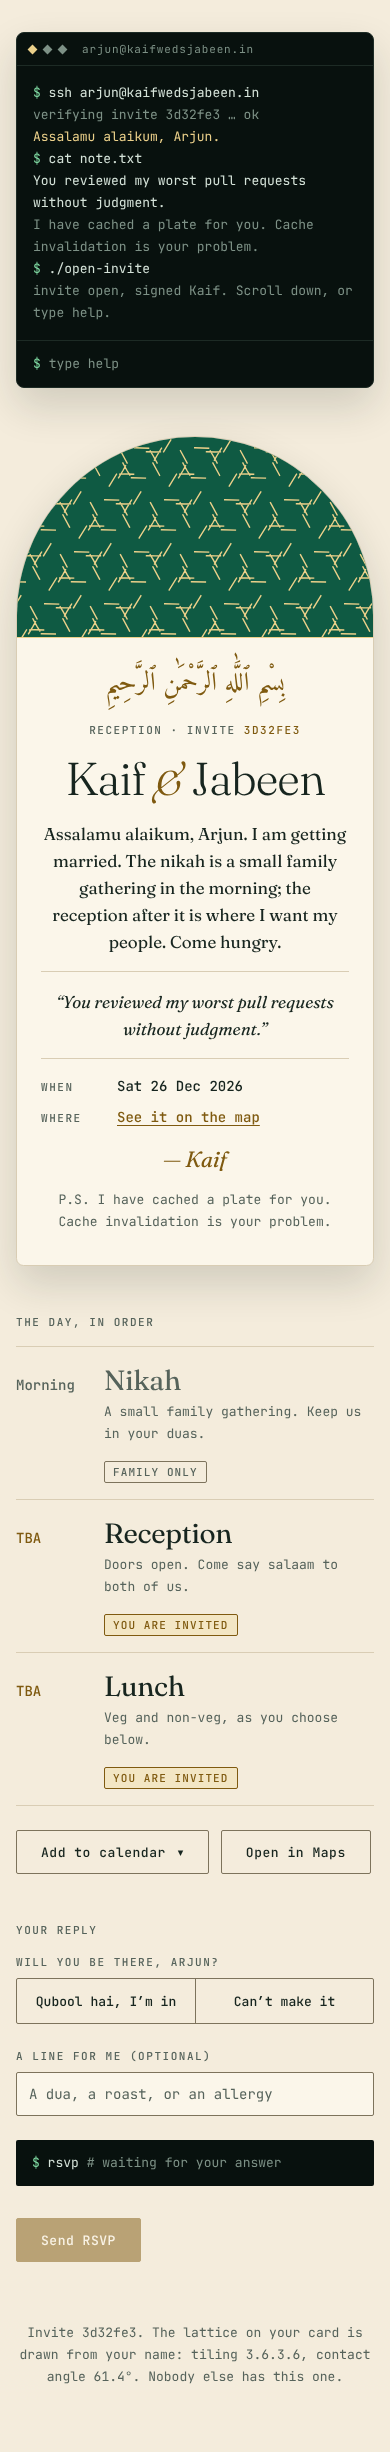 arjun@kaifwedsjabeen.in
$ ssh arjun@kaifwedsjabeen.in
verifying invite 3d32fe3 … ok
Assalamu alaikum, Arjun.
$ cat note.txt
You reviewed my worst pull requests
without judgment.
I have cached a plate for you. Cache
invalidation is your problem.
$ ./open-invite
invite open, signed Kaif. Scroll down, or
type help.
$ type help
بِسْمِ ٱللَّٰهِ ٱلرَّحْمَٰنِ ٱلرَّحِيمِ
RECEPTION · INVITE 3D32FE3
Kaif & Jabeen
Assalamu alaikum, Arjun. I am getting
married. The nikah is a small family
gathering in the morning; the
reception after it is where I want my
people. Come hungry.
“You reviewed my worst pull requests
without judgment.”
WHEN Sat 26 Dec 2026
WHERE See it on the map
— Kaif
P.S. I have cached a plate for you.
Cache invalidation is your problem.
THE DAY, IN ORDER
Morning Nikah
A small family gathering. Keep us
in your duas.
FAMILY ONLY
TBA Reception
Doors open. Come say salaam to
both of us.
YOU ARE INVITED
TBA Lunch
Veg and non-veg, as you choose
below.
YOU ARE INVITED
Add to calendar ▾ Open in Maps
YOUR REPLY
WILL YOU BE THERE, ARJUN?
Qubool hai, I’m in Can’t make it
A LINE FOR ME (OPTIONAL)
A dua, a roast, or an allergy
$ rsvp # waiting for your answer
Send RSVP
Invite 3d32fe3. The lattice on your card is
drawn from your name: tiling 3.6.3.6, contact
angle 61.4°. Nobody else has this one.